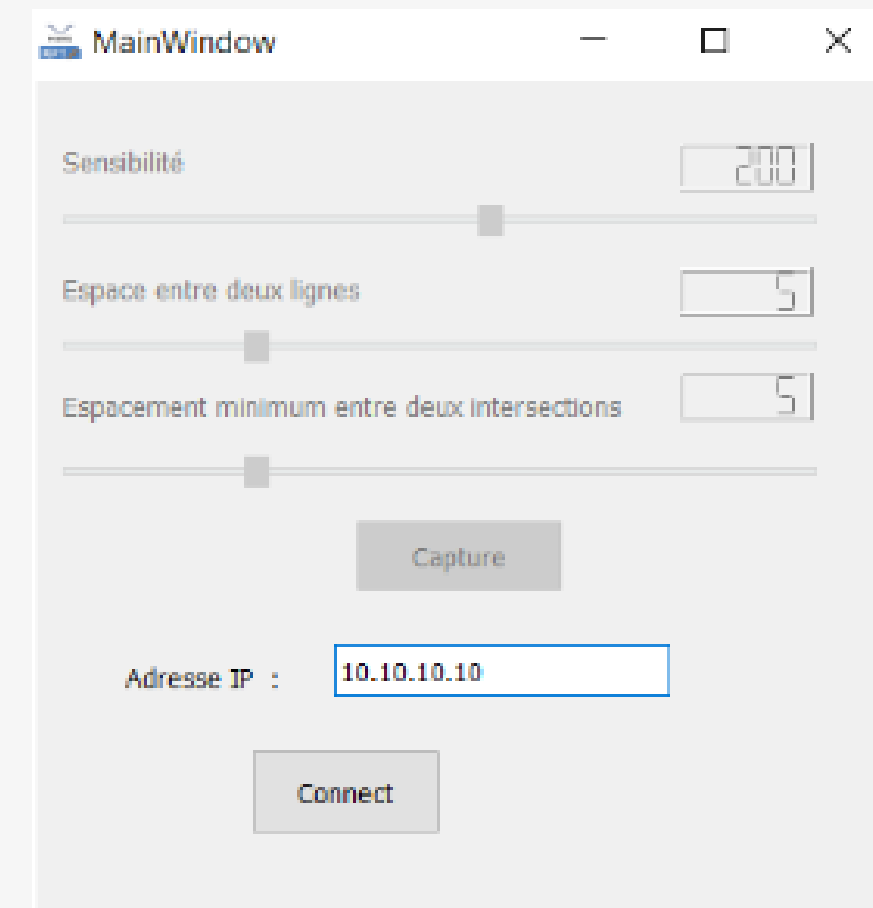 MainWindow
Sensibilité
200
Espace entre deux lignes
5
Espacement minimum entre deux intersections
5
Capture
Adresse IP :
10.10.10.10
Connect